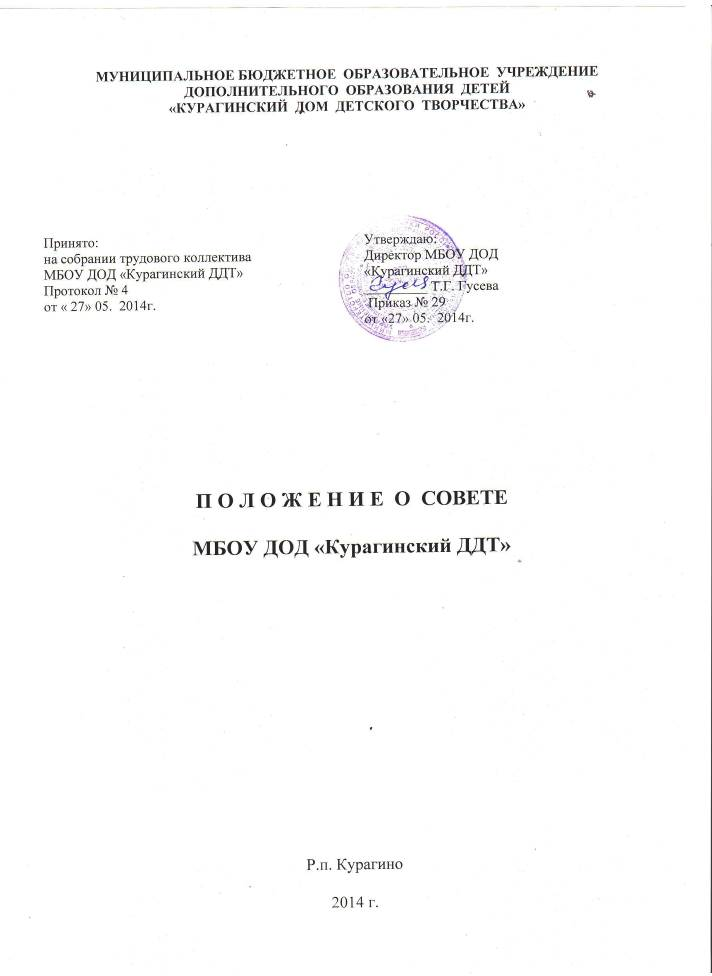 МУНИЦИПАЛЬНОЕ БЮДЖЕТНОЕ ОБРАЗОВАТЕЛЬНОЕ УЧРЕЖДЕНИЕ
ДОПОЛНИТЕЛЬНОГО ОБРАЗОВАНИЯ ДЕТЕЙ
«КУРАГИНСКИЙ ДОМ ДЕТСКОГО ТВОРЧЕСТВА»
Принято:
на собрании трудового коллектива
МБОУ ДОД «Курагинский ДДТ»
Протокол № 4
от « 27» 05. 2014г.
Утверждаю:
Директор МБОУ ДОД
«Курагинский ДДТ»
Т.Г. Гусева
Приказ № 29
от «27» 05. 2014г.
П О Л О Ж Е Н И Е О СОВЕТЕ
МБОУ ДОД «Курагинский ДДТ»
Р.п. Курагино
2014 г.